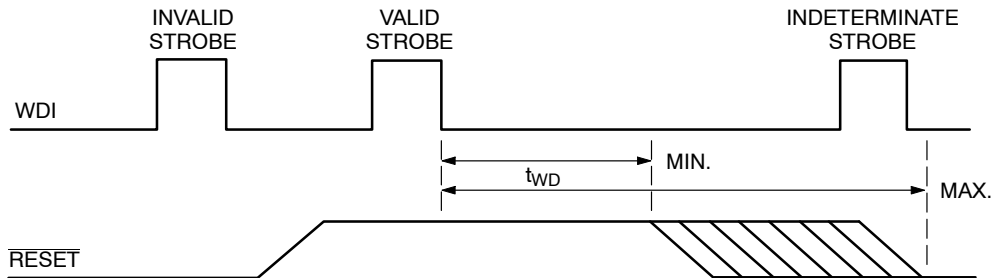 INVALID
STROBE
VALID
STROBE
INDETERMINATE
STROBE
WDI
MIN.
tWD
MAX.
RESET